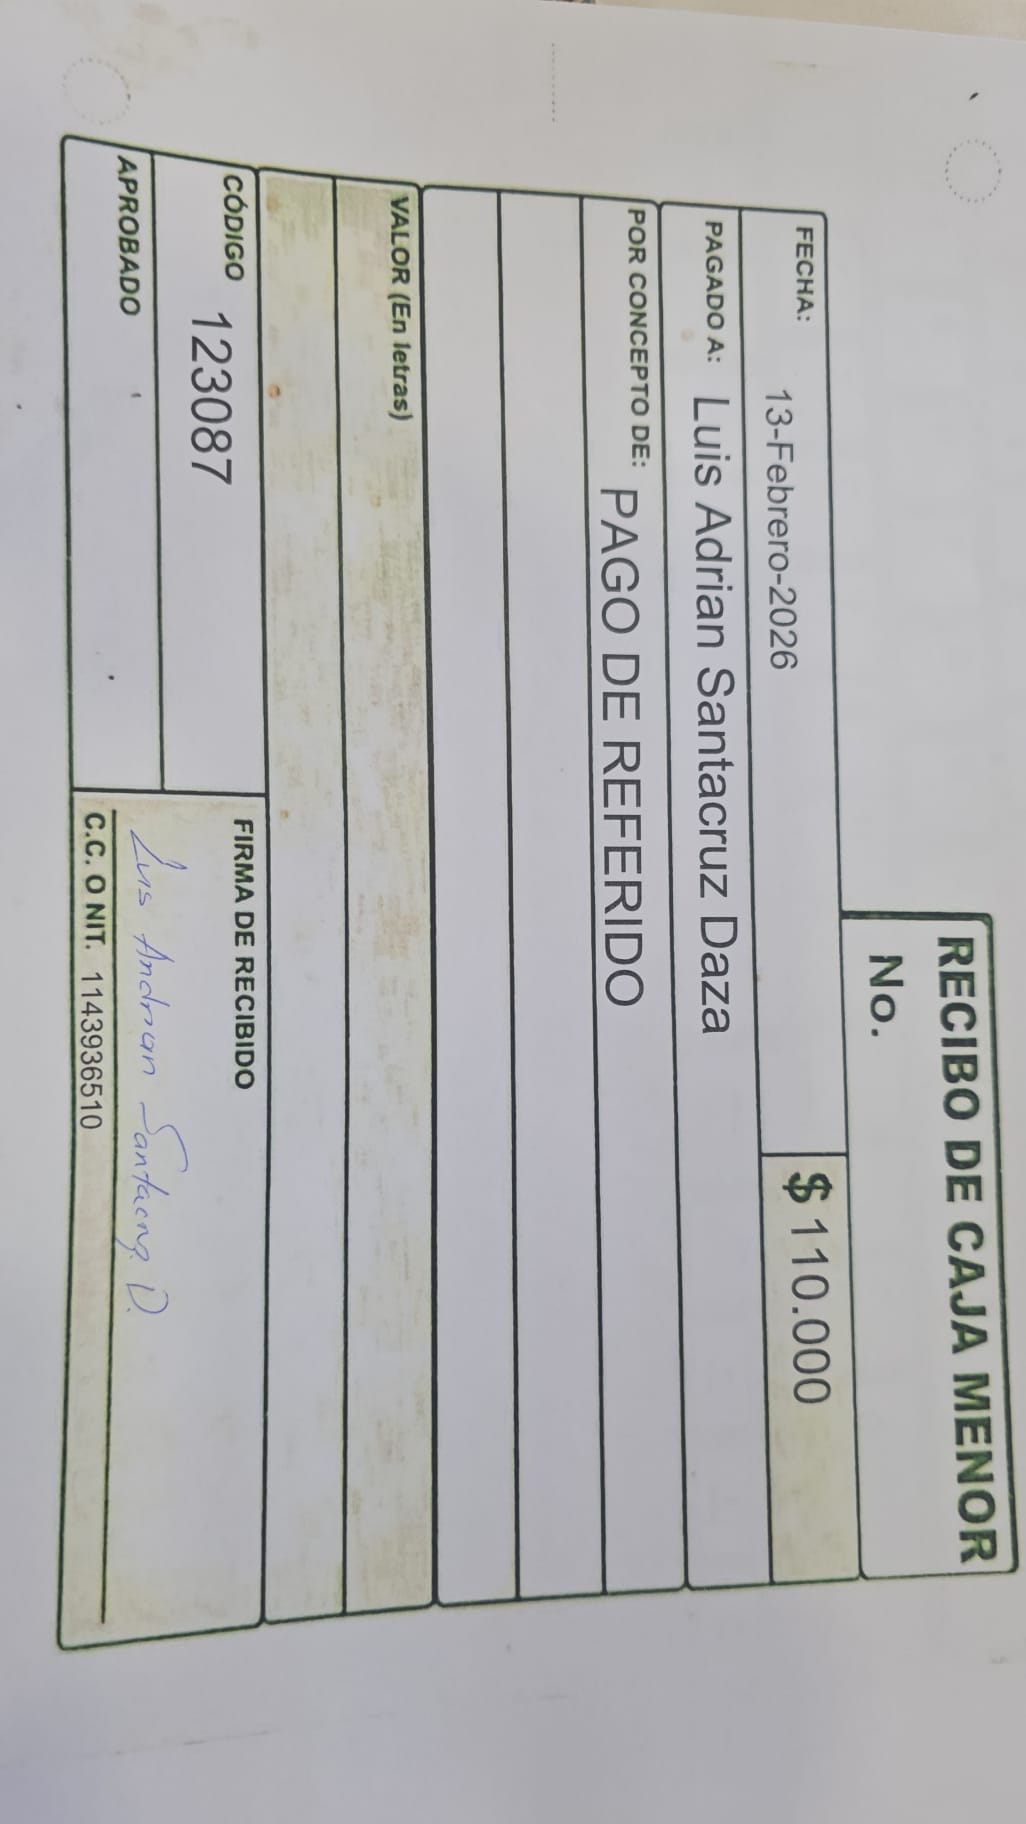 RECIBO DE CAJA MENOR
No.
FECHA: 13-Febrero-2026 $ 110.000
PAGADO A: Luis Adrian Santacruz Daza
POR CONCEPTO DE: PAGO DE REFERIDO
VALOR (En letras)
CÓDIGO 123087
APROBADO
FIRMA DE RECIBIDO
Luis Andrian Santacruz D.
C.C. O NIT. 1143936510